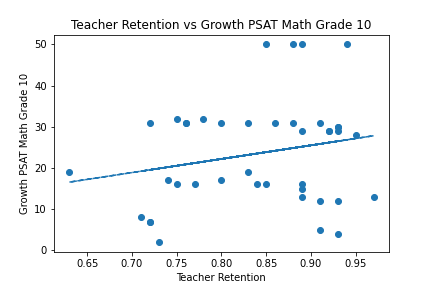 Teacher Retention vs Growth PSAT Math Grade 10
Growth PSAT Math Grade 10
50
40
30
20
10
0
0.65 0.70 0.75 0.80 0.85 0.90 0.95
Teacher Retention